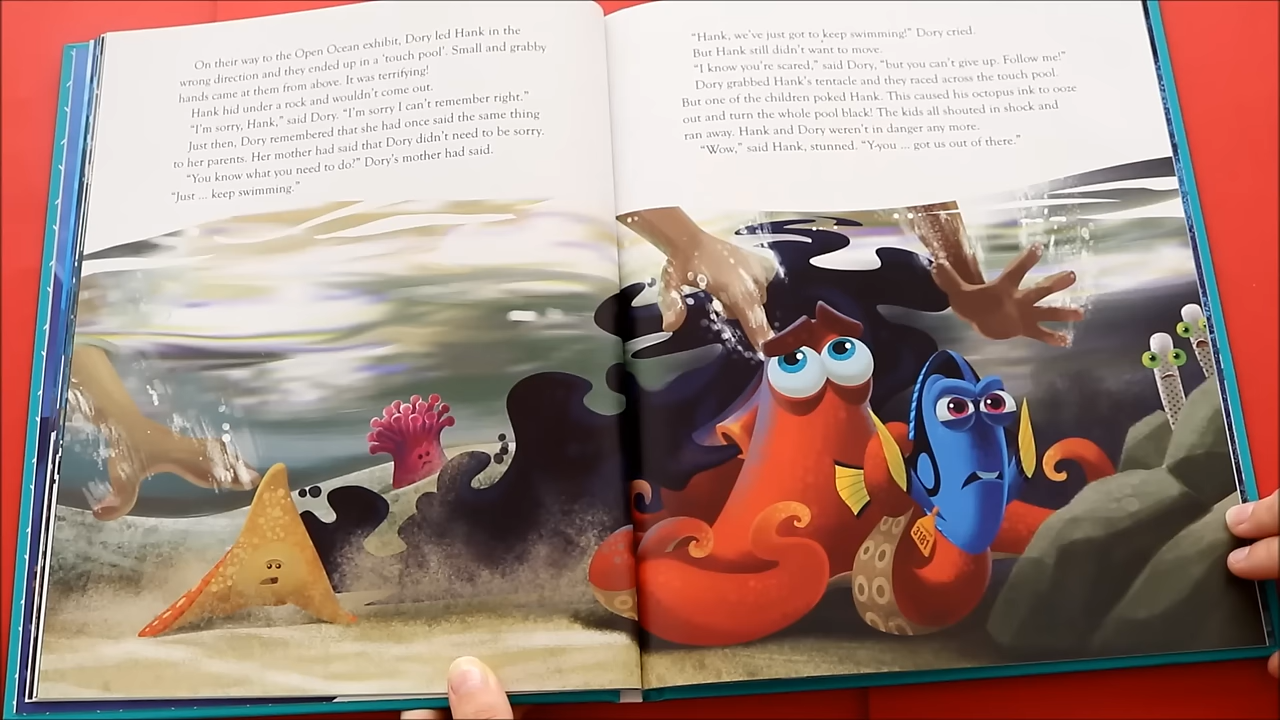 On their way to the Open Ocean exhibit, Dory led Hank in the
wrong direction and they ended up in a ‘touch pool’. Small and grabby
hands came at them from above. It was terrifying!
Hank hid under a rock and wouldn’t come out.
“I’m sorry, Hank,” said Dory. “I’m sorry I can’t remember right.”
Just then, Dory remembered that she had once said the same thing
to her parents. Her mother had said that Dory didn’t need to be sorry.
“You know what you need to do?” Dory’s mother had said.
“Just ... keep swimming.”
“Hank, we’ve just got to keep swimming!” Dory cried.
But Hank still didn’t want to move.
“I know you’re scared,” said Dory, “but you can’t give up. Follow me!”
Dory grabbed Hank’s tentacle and they raced across the touch pool.
But one of the children poked Hank. This caused his octopus ink to ooze
out and turn the whole pool black! The kids all shouted in shock and
ran away. Hank and Dory weren’t in danger any more.
“Wow,” said Hank, stunned. “Y-you ... got us out of there.”
3181